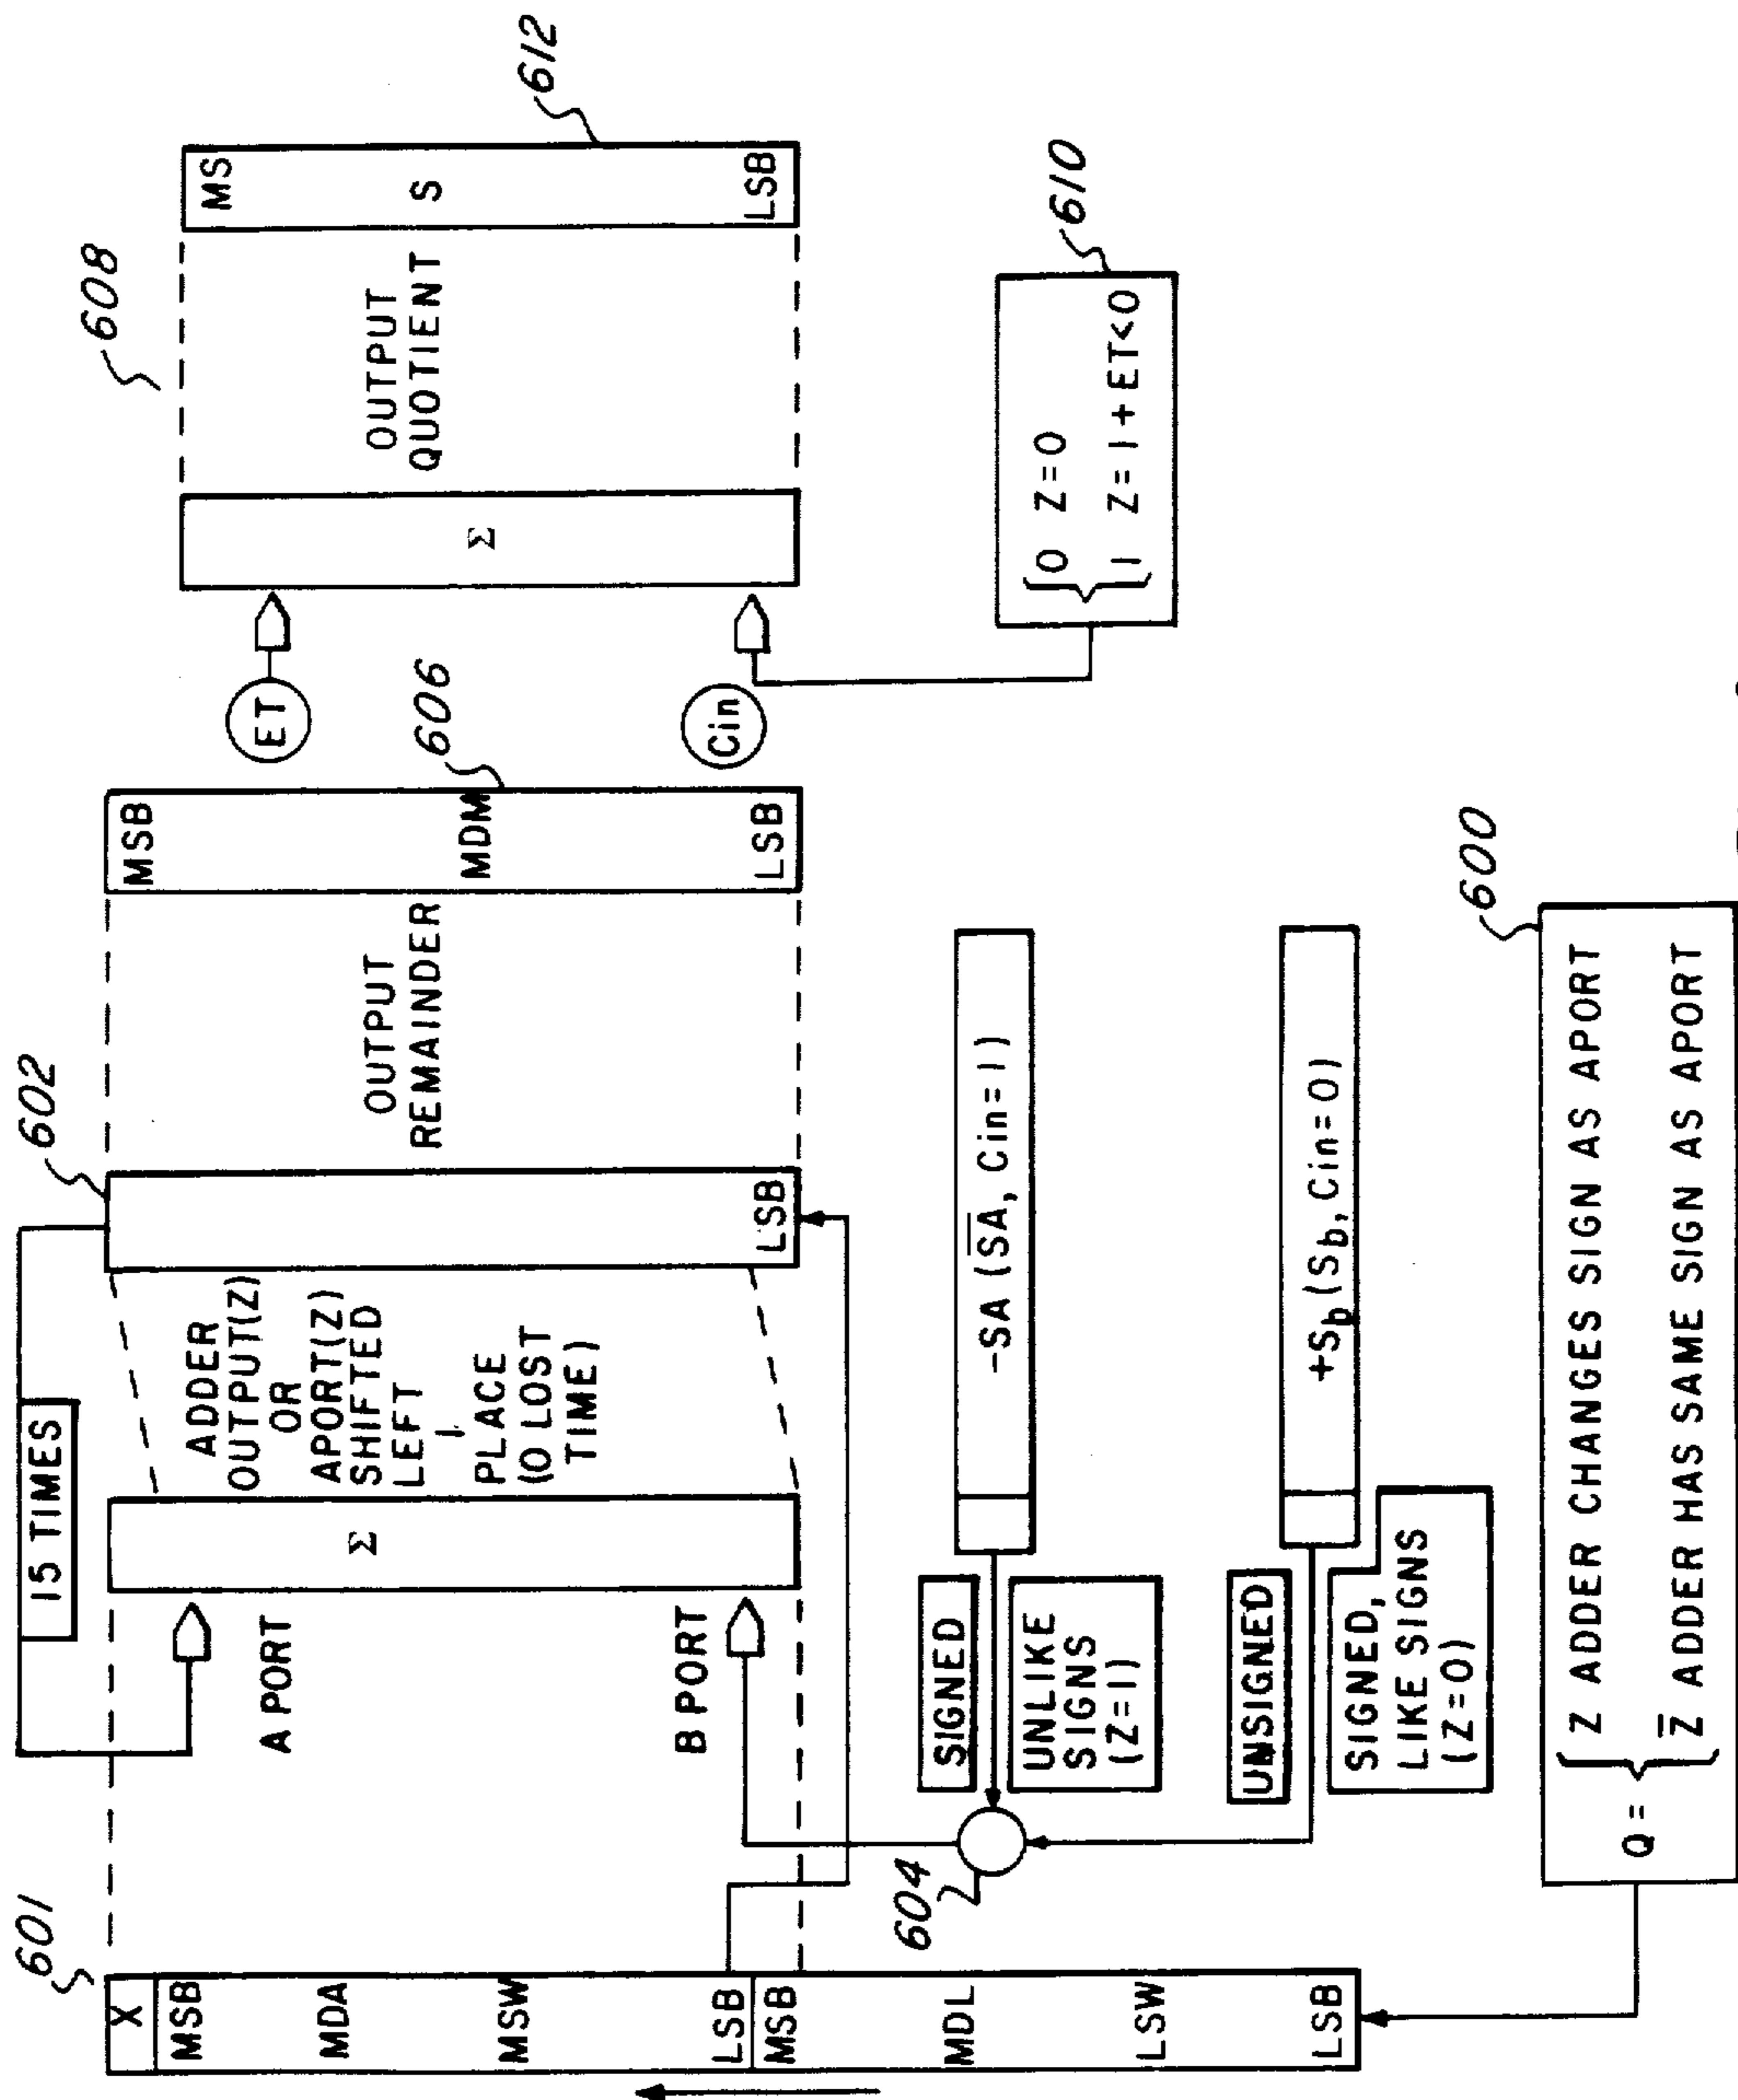 601
X
MSB
MDA
MSW
LSB
MSB
MDL
LSW
LSB
15 TIMES
A PORT
B PORT
Σ
ADDER
OUTPUT(Z)
OR
APORT(Z)
SHIFTED
LEFT
1
PLACE
(0 LOST
TIME)
602
LSB
OUTPUT
REMAINDER
MSB
MDM
LSB
606
ET
Cin
Σ
608
OUTPUT
QUOTIENT
MS
S
LSB
612
{ 0 Z=0
1 Z=1+ET<0
610
604
SIGNED
UNLIKE
SIGNS
(Z=1)
-SA (S̅A̅, Cin=1)
UNSIGNED
SIGNED,
LIKE SIGNS
(Z=0)
+Sb (Sb, Cin=0)
Q = { Z ADDER CHANGES SIGN AS APORT
Z̅ ADDER HAS SAME SIGN AS APORT
600